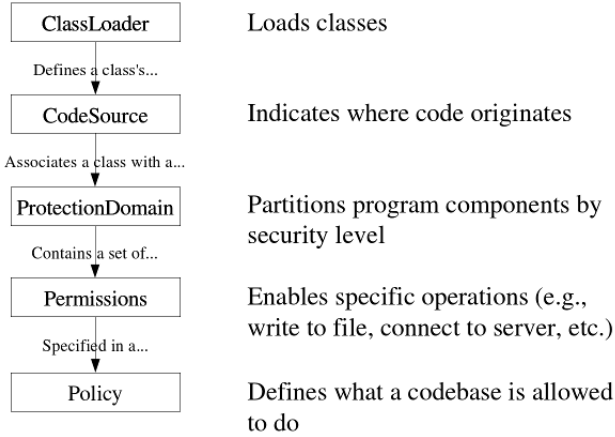 ClassLoader
Loads classes
Defines a class's...
CodeSource
Indicates where code originates
Associates a class with a...
ProtectionDomain
Partitions program components by
security level
Contains a set of...
Permissions
Enables specific operations (e.g.,
write to file, connect to server, etc.)
Specified in a...
Policy
Defines what a codebase is allowed
to do